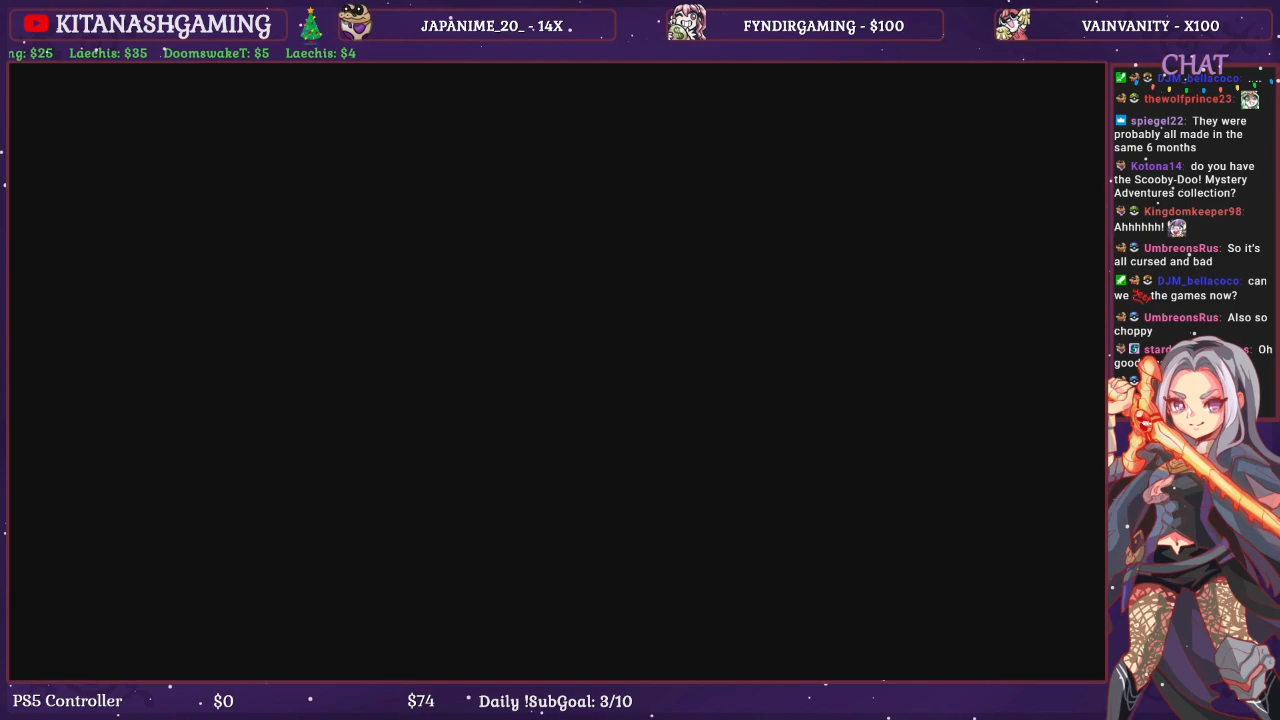 KITANASHGAMING
JAPANIME_20_ - 14X
FYNDIRGAMING - $100
VAINVANITY - X100
ng: $25 Laechis: $35 DoomswakeT: $5 Laechis: $4
CHAT
DJM_bellacoco: ....
thewolfprince23:
spiegel22: They were
probably all made in the
same 6 months
Kotona14: do you have
the Scooby-Doo! Mystery
Adventures collection?
Kingdomkeeper98:
Ahhhhhh!
UmbreonsRus: So it's
all cursed and bad
DJM_bellacoco: can
we the games now?
UmbreonsRus: Also so
choppy
Oh
good
PS5 Controller $0 $74 Daily !SubGoal: 3/10